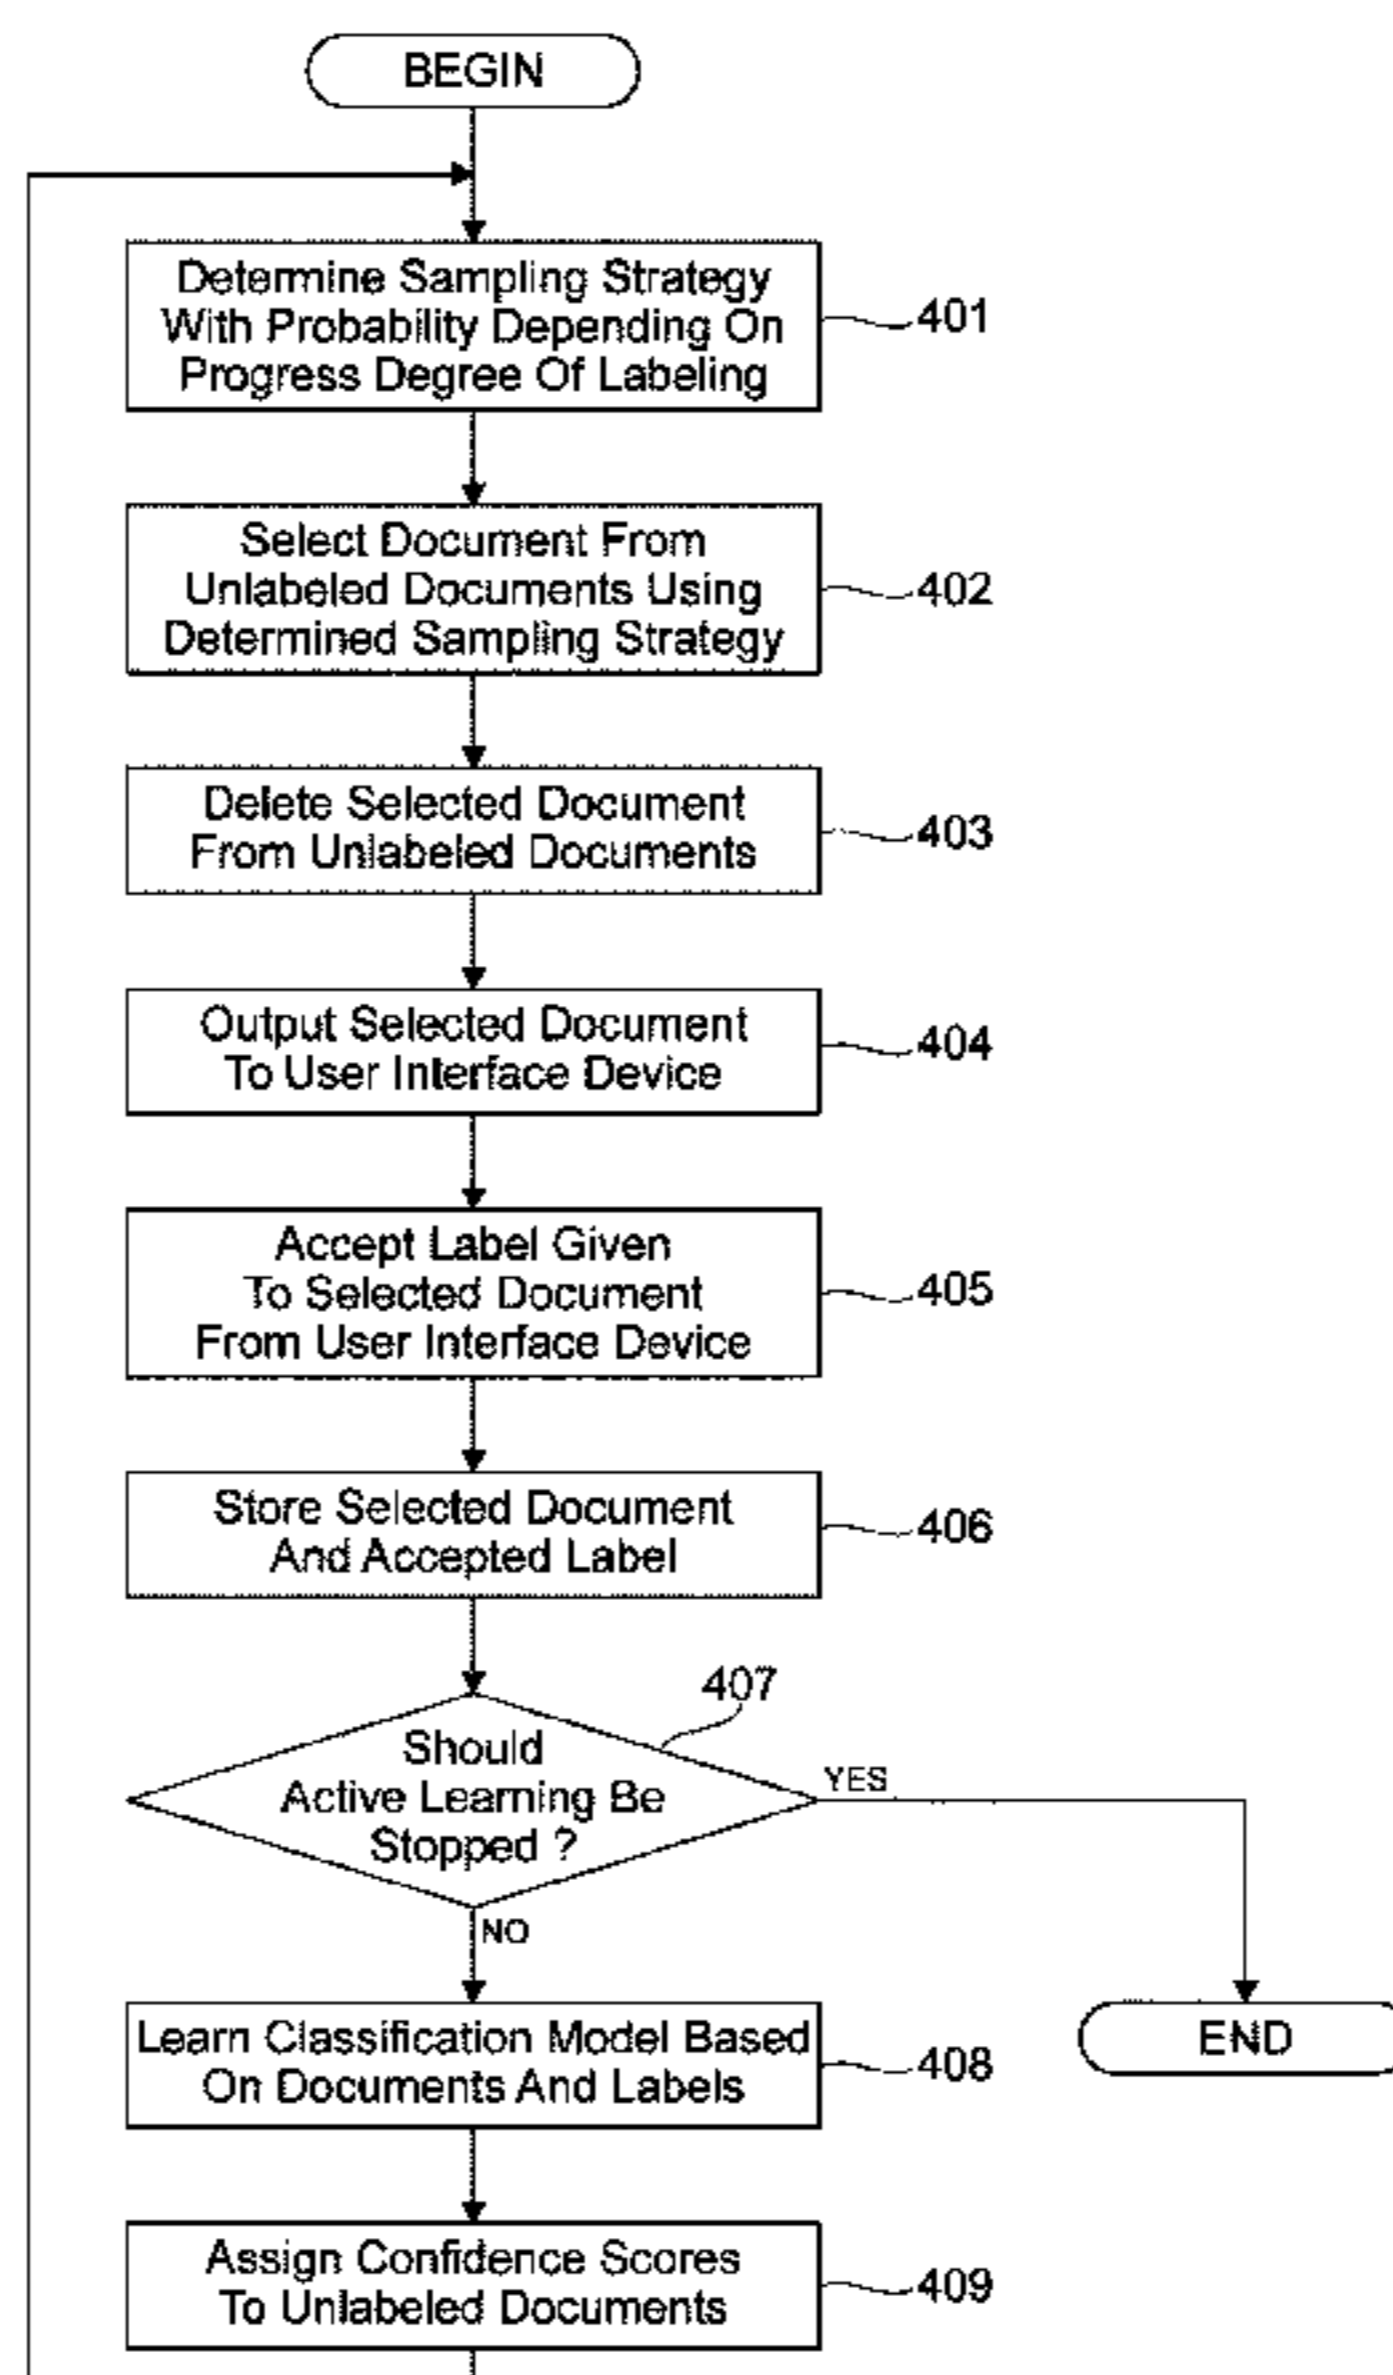 BEGIN
Determine Sampling Strategy
With Probability Depending On
Progress Degree Of Labeling
401
Select Document From
Unlabeled Documents Using
Determined Sampling Strategy
402
Delete Selected Document
From Unlabeled Documents
403
Output Selected Document
To User Interface Device
404
Accept Label Given
To Selected Document
From User Interface Device
405
Store Selected Document
And Accepted Label
406
407
Should
Active Learning Be
Stopped ?
YES
NO
Learn Classification Model Based
On Documents And Labels
408
END
Assign Confidence Scores
To Unlabeled Documents
409